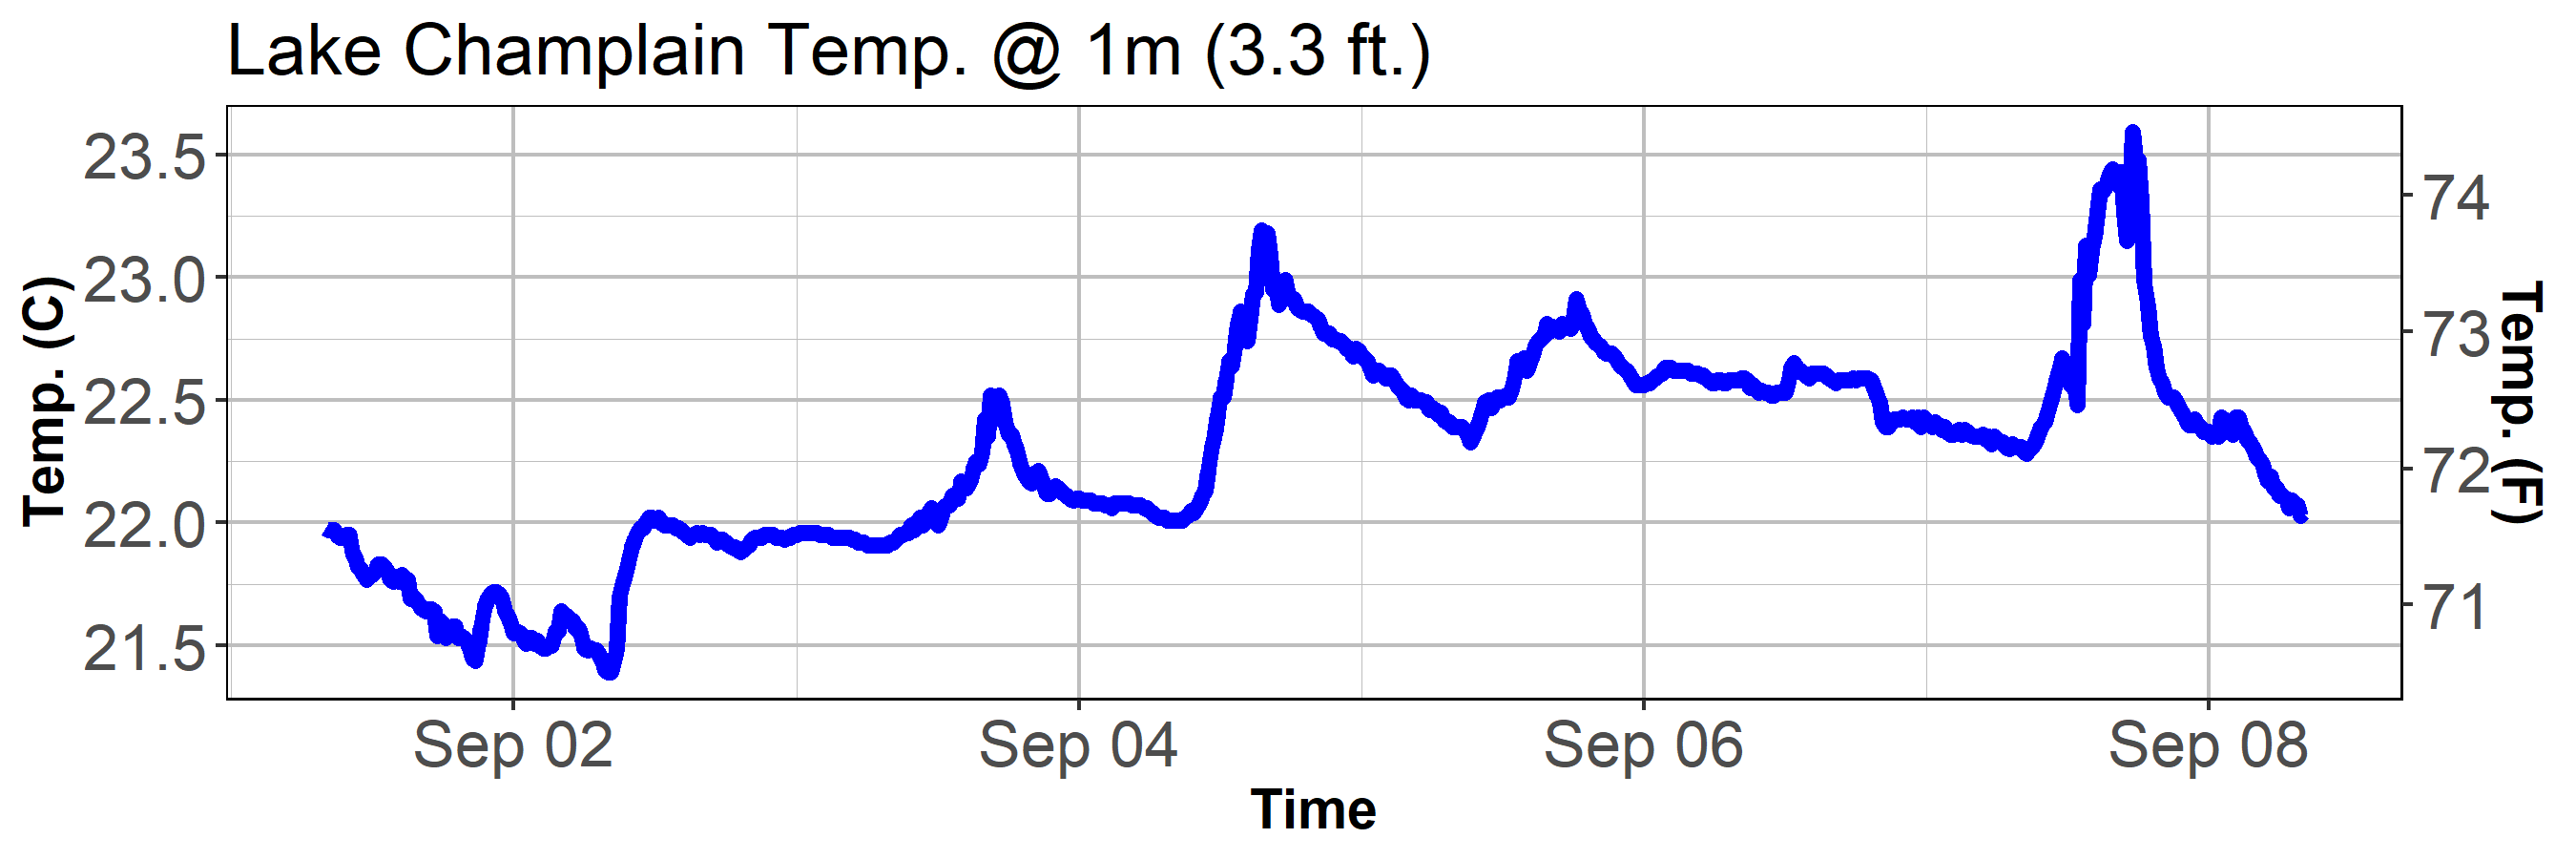 Lake Champlain Temp. @ 1m (3.3 ft.)
Temp. (C)
23.5
23.0
22.5
22.0
21.5
74
73
72
71
Temp. (F)
Sep 02 Sep 04 Sep 06 Sep 08
Time